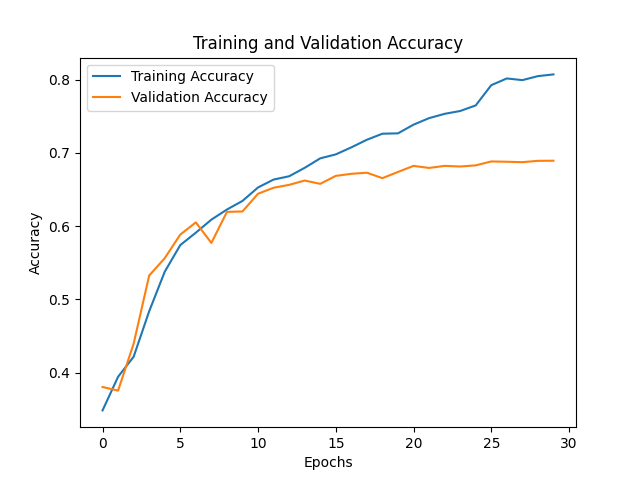 Training and Validation Accuracy
Training Accuracy
Validation Accuracy
0.8
0.7
0.6
0.5
0.4
Accuracy
0 5 10 15 20 25 30
Epochs